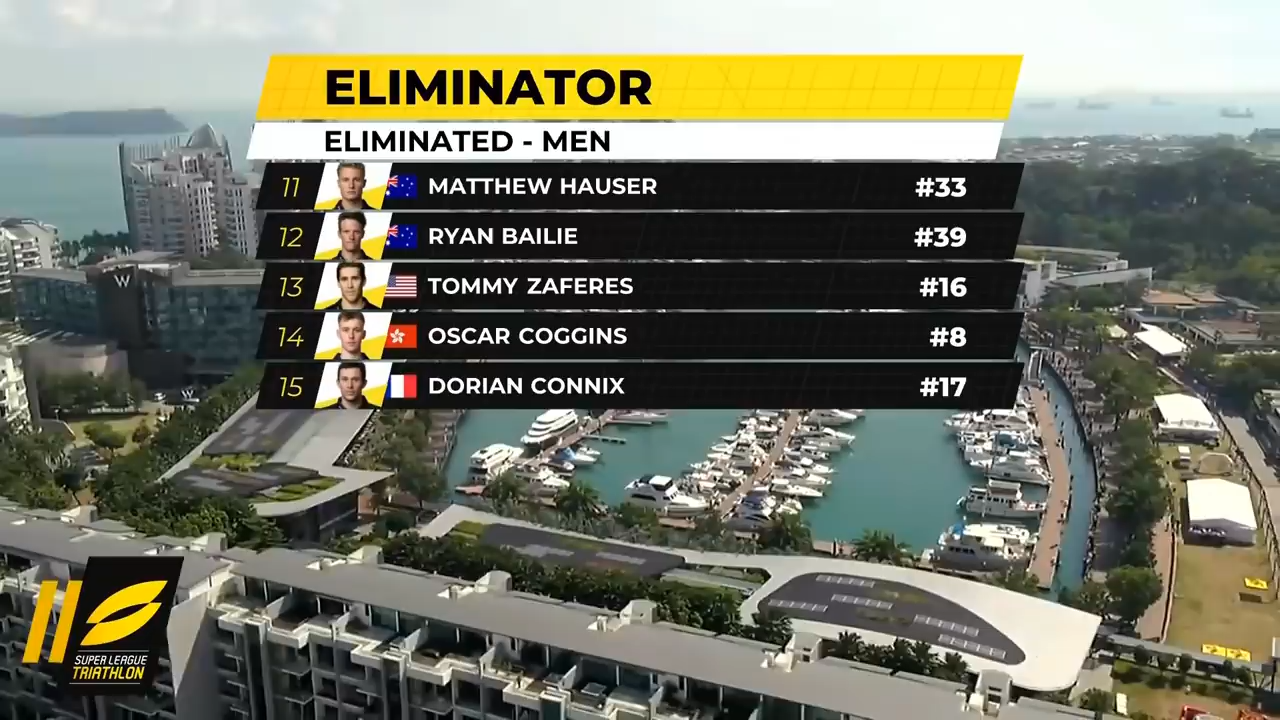 ELIMINATOR
ELIMINATED - MEN
11 MATTHEW HAUSER #33
12 RYAN BAILIE #39
13 TOMMY ZAFERES #16
14 OSCAR COGGINS #8
15 DORIAN CONNIX #17
W
SUPER LEAGUE
TRIATHLON